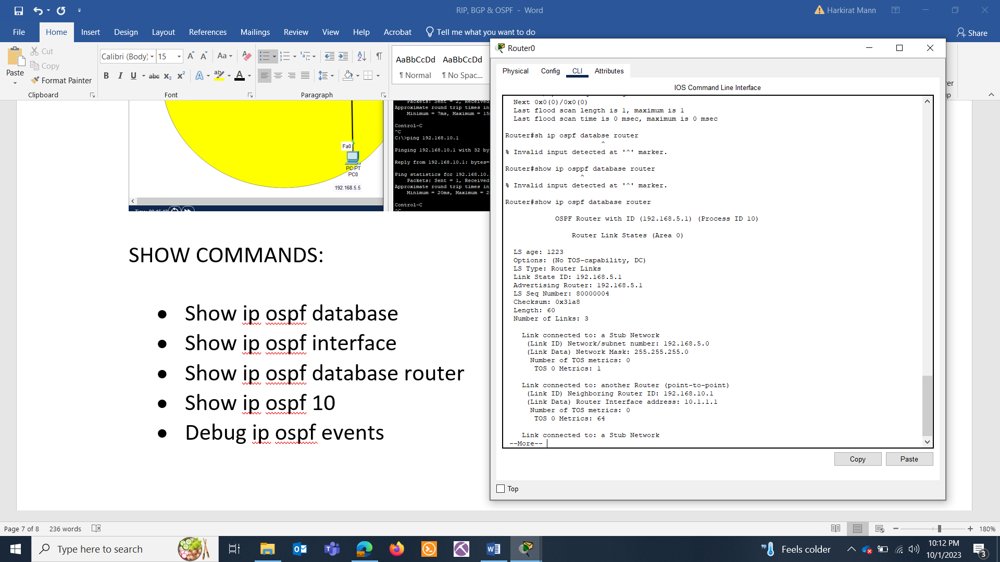 RIP, BGP & OSPF - Word
Harkirat Mann
File
Home
Insert
Design
Layout
References
Mailings
Review
View
Help
Acrobat
Tell me what you want to do
Share
Paste
Cut
Copy
Format Painter
Clipboard
Calibri (Body)
15
Font
Paragraph
AaBbCcDd
¶ Normal
AaBbCcDd
¶ No Spac...
Fa0
PC-PT
PC0
192.168.5.5
Packets: Sent = 2, Received
Approximate round trip times in
Minimum = 7ms, Maximum = 15
Control-C
^C
C:\>ping 192.168.10.1
Pinging 192.168.10.1 with 32 by
Reply from 192.168.10.1: bytes=
Ping statistics for 192.168.10.
Packets: Sent = 1, Received
Approximate round trip times in
Minimum = 20ms, Maximum = 2
Control-C
SHOW COMMANDS:
● Show ip ospf database
● Show ip ospf interface
● Show ip ospf database router
● Show ip ospf 10
● Debug ip ospf events
Router0
Physical
Config
CLI
Attributes
IOS Command Line Interface
Next 0x0(0)/0x0(0)
Last flood scan length is 1, maximum is 1
Last flood scan time is 0 msec, maximum is 0 msec
Router#sh ip ospf databse router
^
% Invalid input detected at '^' marker.
Router#show ip osppf database router
^
% Invalid input detected at '^' marker.
Router#show ip ospf database router
OSPF Router with ID (192.168.5.1) (Process ID 10)
Router Link States (Area 0)
LS age: 1223
Options: (No TOS-capability, DC)
LS Type: Router Links
Link State ID: 192.168.5.1
Advertising Router: 192.168.5.1
LS Seq Number: 80000004
Checksum: 0x31a8
Length: 60
Number of Links: 3
Link connected to: a Stub Network
(Link ID) Network/subnet number: 192.168.5.0
(Link Data) Network Mask: 255.255.255.0
Number of TOS metrics: 0
TOS 0 Metrics: 1
Link connected to: another Router (point-to-point)
(Link ID) Neighboring Router ID: 192.168.10.1
(Link Data) Router Interface address: 10.1.1.1
Number of TOS metrics: 0
TOS 0 Metrics: 64
Link connected to: a Stub Network
--More--
Copy
Paste
Top
Page 7 of 8
236 words
180%
Type here to search
Feels colder
10:12 PM
10/1/2023
3